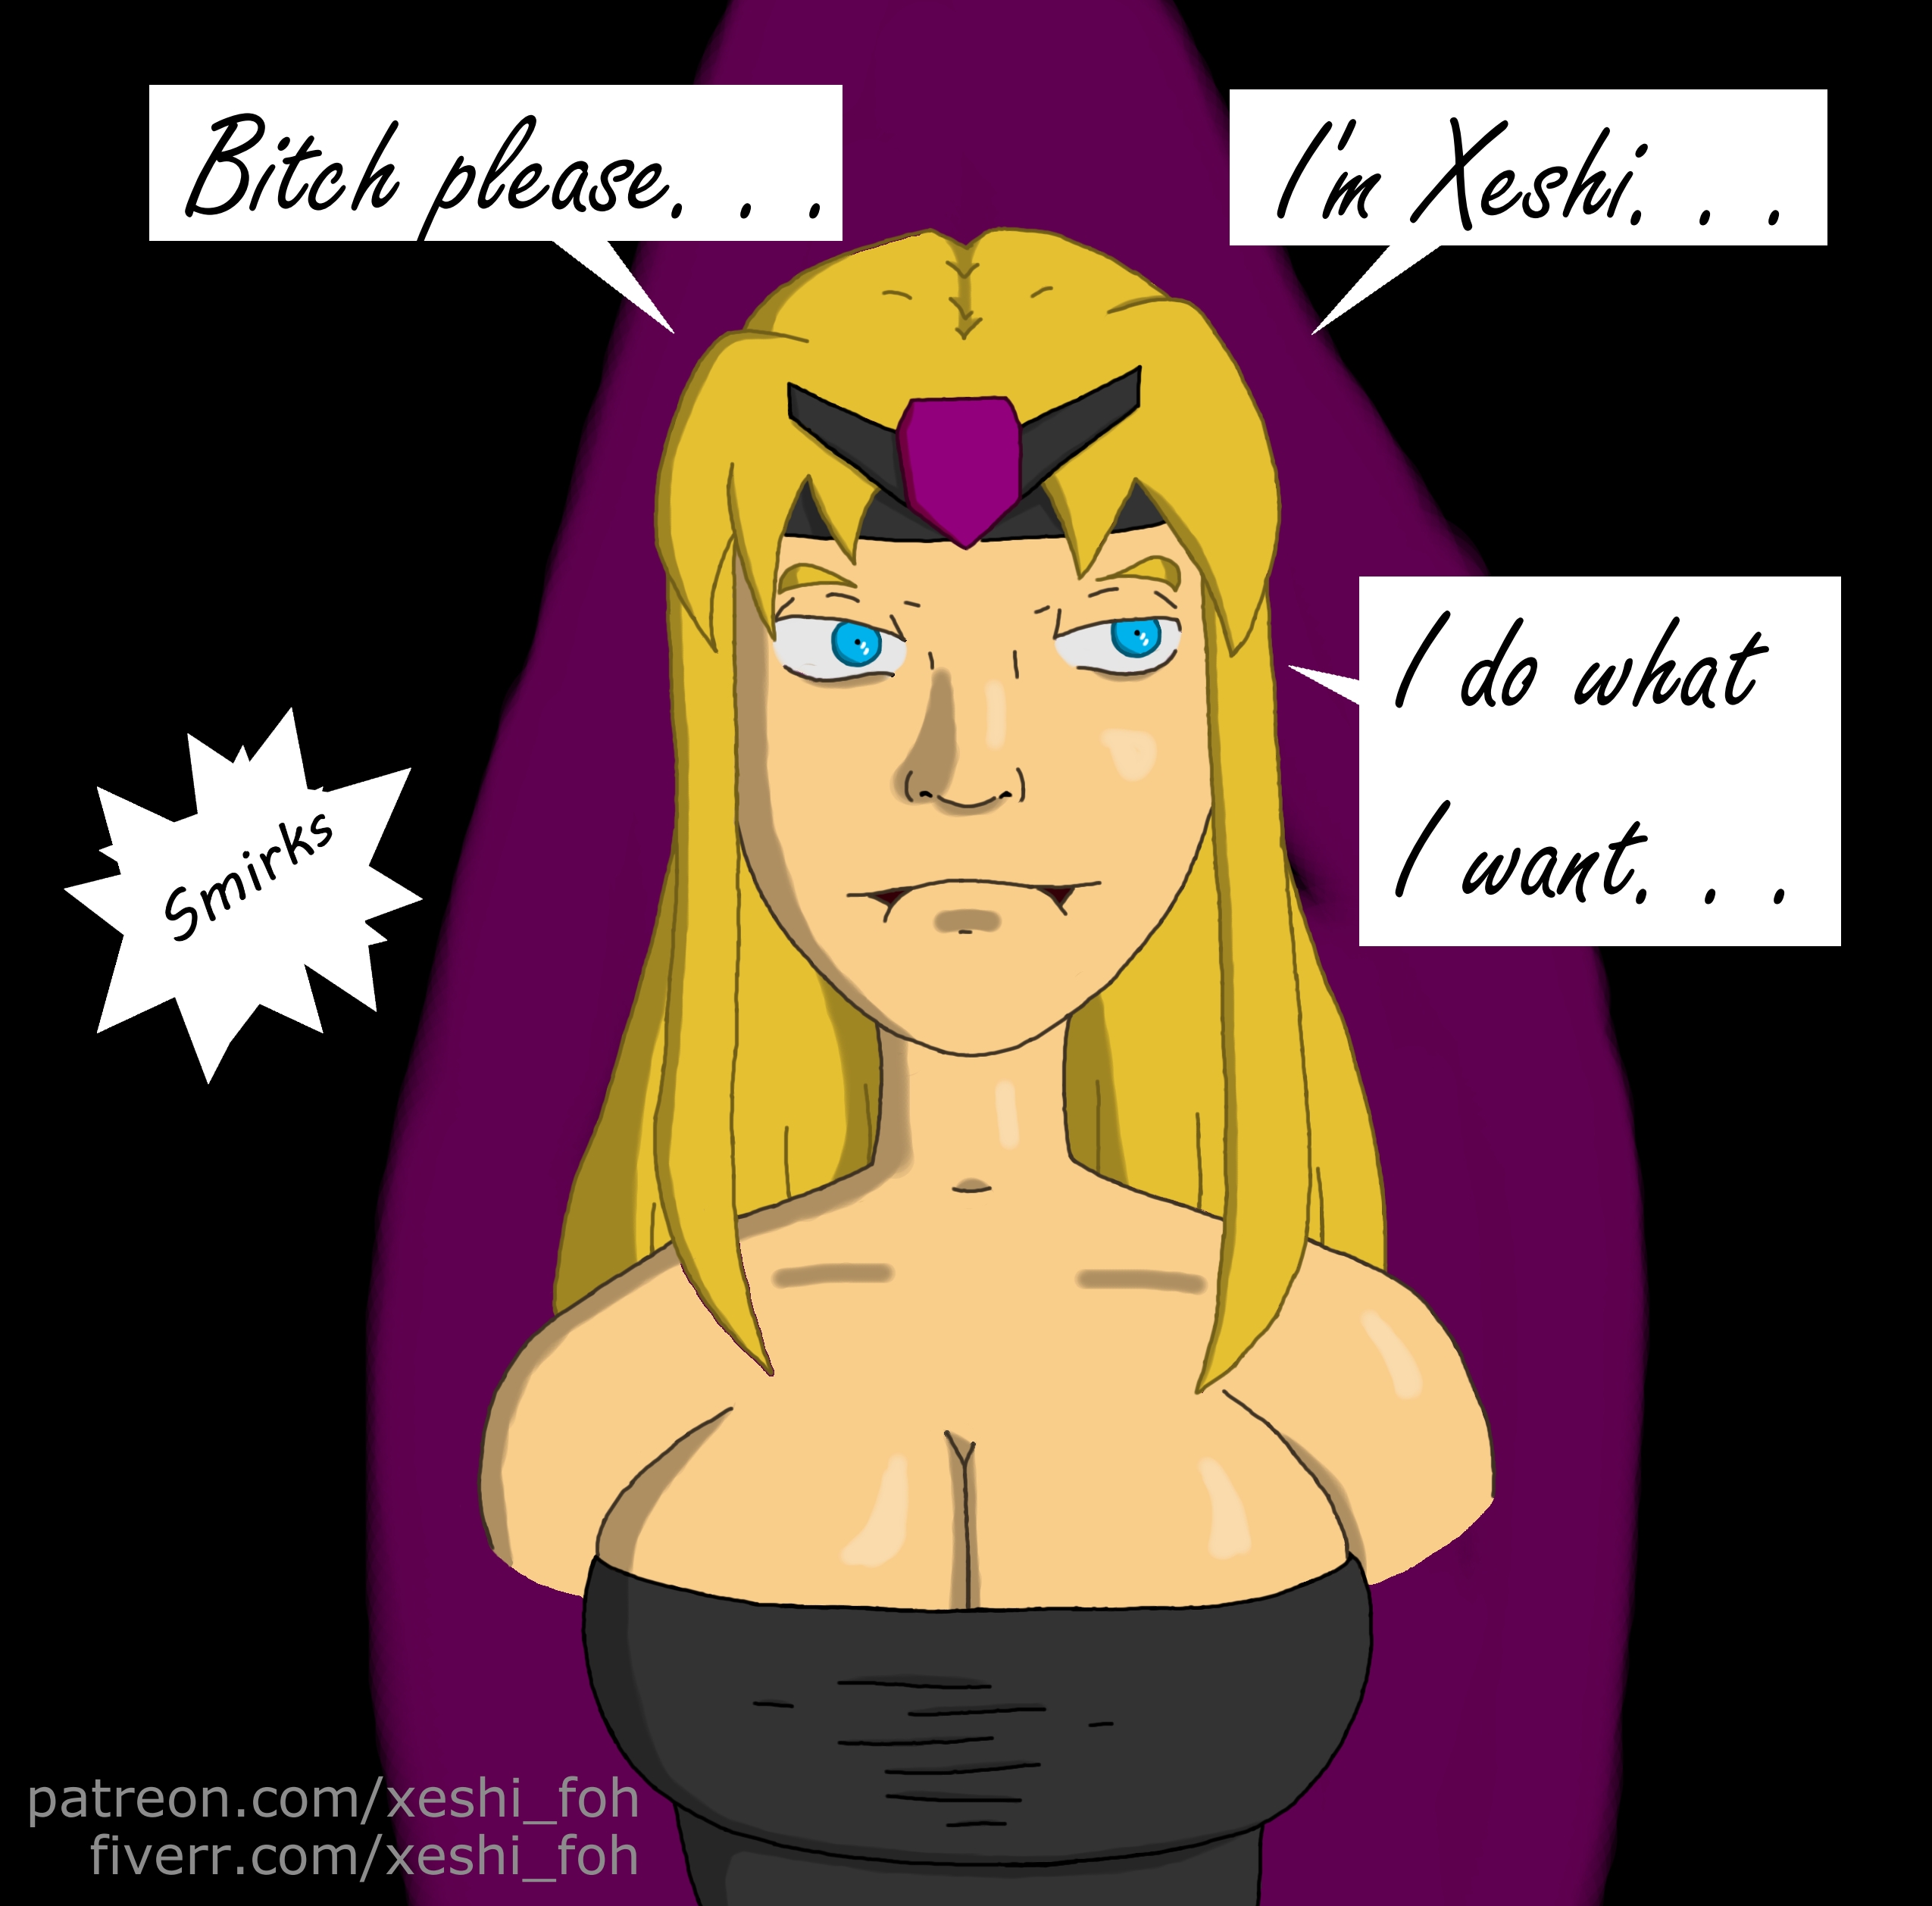 Bitch please. . .
I'm Xeshi. . .
I do what
I want. . .
Smirks
patreon.com/xeshi_foh
fiverr.com/xeshi_foh